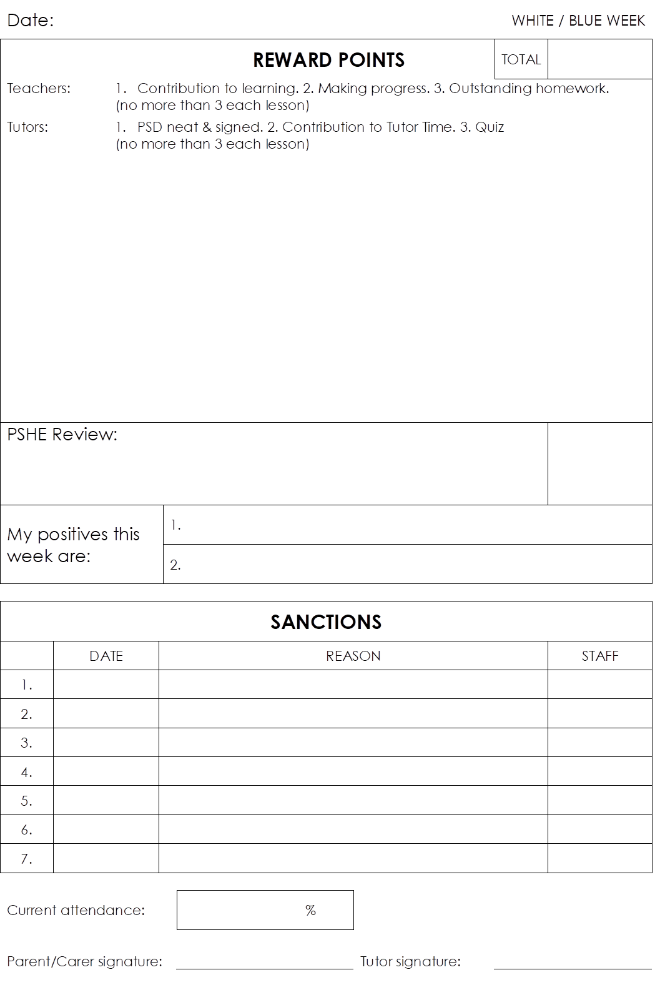 Date: WHITE / BLUE WEEK
REWARD POINTS TOTAL
Teachers: 1. Contribution to learning. 2. Making progress. 3. Outstanding homework.
(no more than 3 each lesson)
Tutors: 1. PSD neat & signed. 2. Contribution to Tutor Time. 3. Quiz
(no more than 3 each lesson)
PSHE Review:
My positives this
week are:
1.
2.
SANCTIONS
DATE REASON STAFF
1.
2.
3.
4.
5.
6.
7.
Current attendance: %
Parent/Carer signature: Tutor signature: